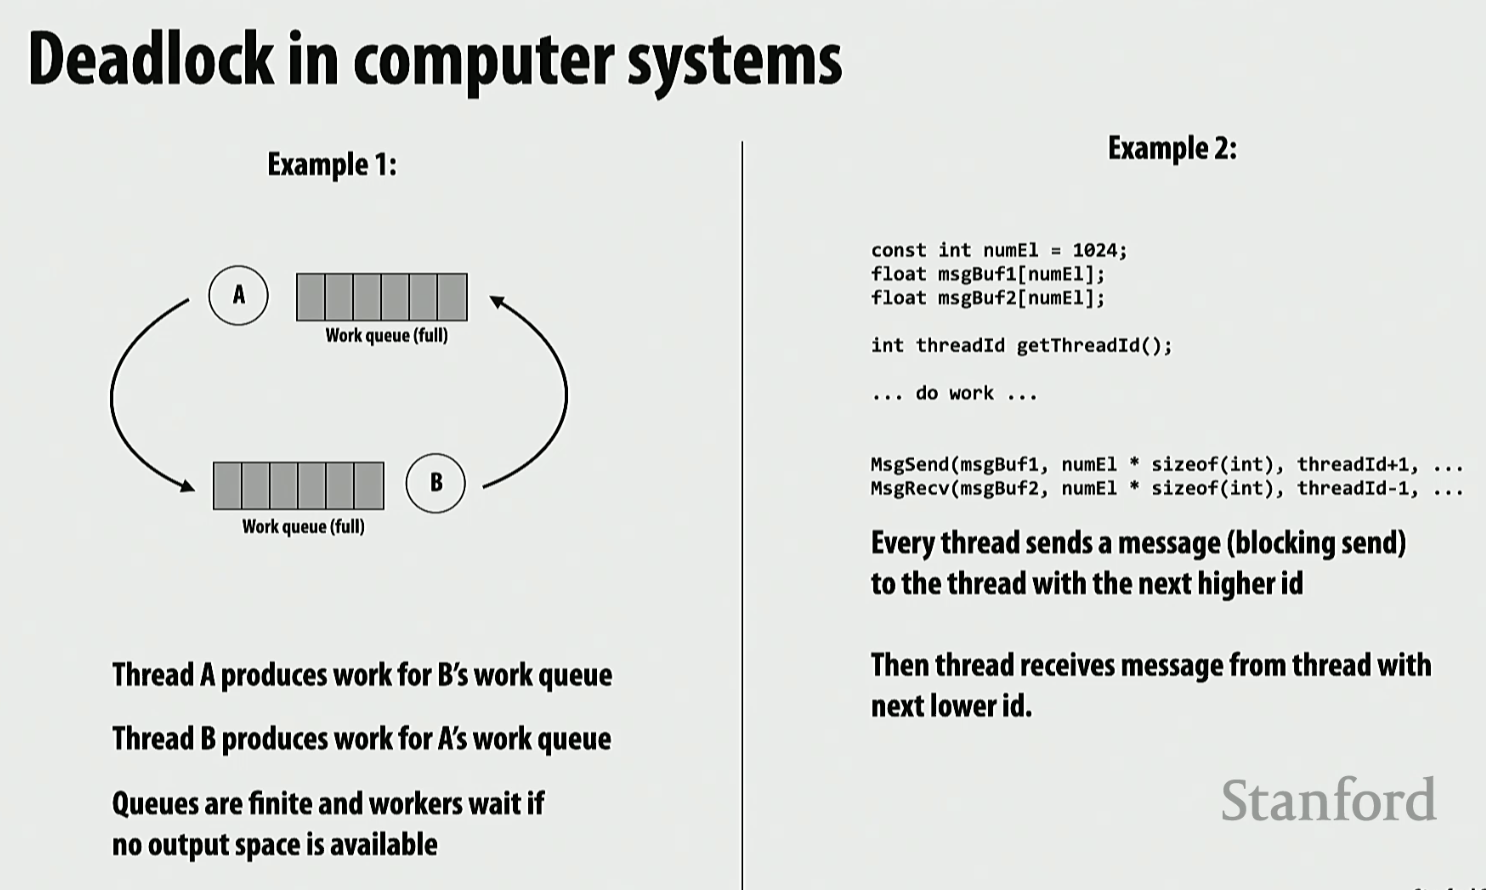 Deadlock in computer systems
Example 1:
A
Work queue (full)
B
Work queue (full)
Thread A produces work for B’s work queue
Thread B produces work for A’s work queue
Queues are finite and workers wait if
no output space is available
Example 2:
const int numEl = 1024;
float msgBuf1[numEl];
float msgBuf2[numEl];
int threadId getThreadId();
... do work ...
MsgSend(msgBuf1, numEl * sizeof(int), threadId+1, ...
MsgRecv(msgBuf2, numEl * sizeof(int), threadId-1, ...
Every thread sends a message (blocking send)
to the thread with the next higher id
Then thread receives message from thread with
next lower id.
Stanford